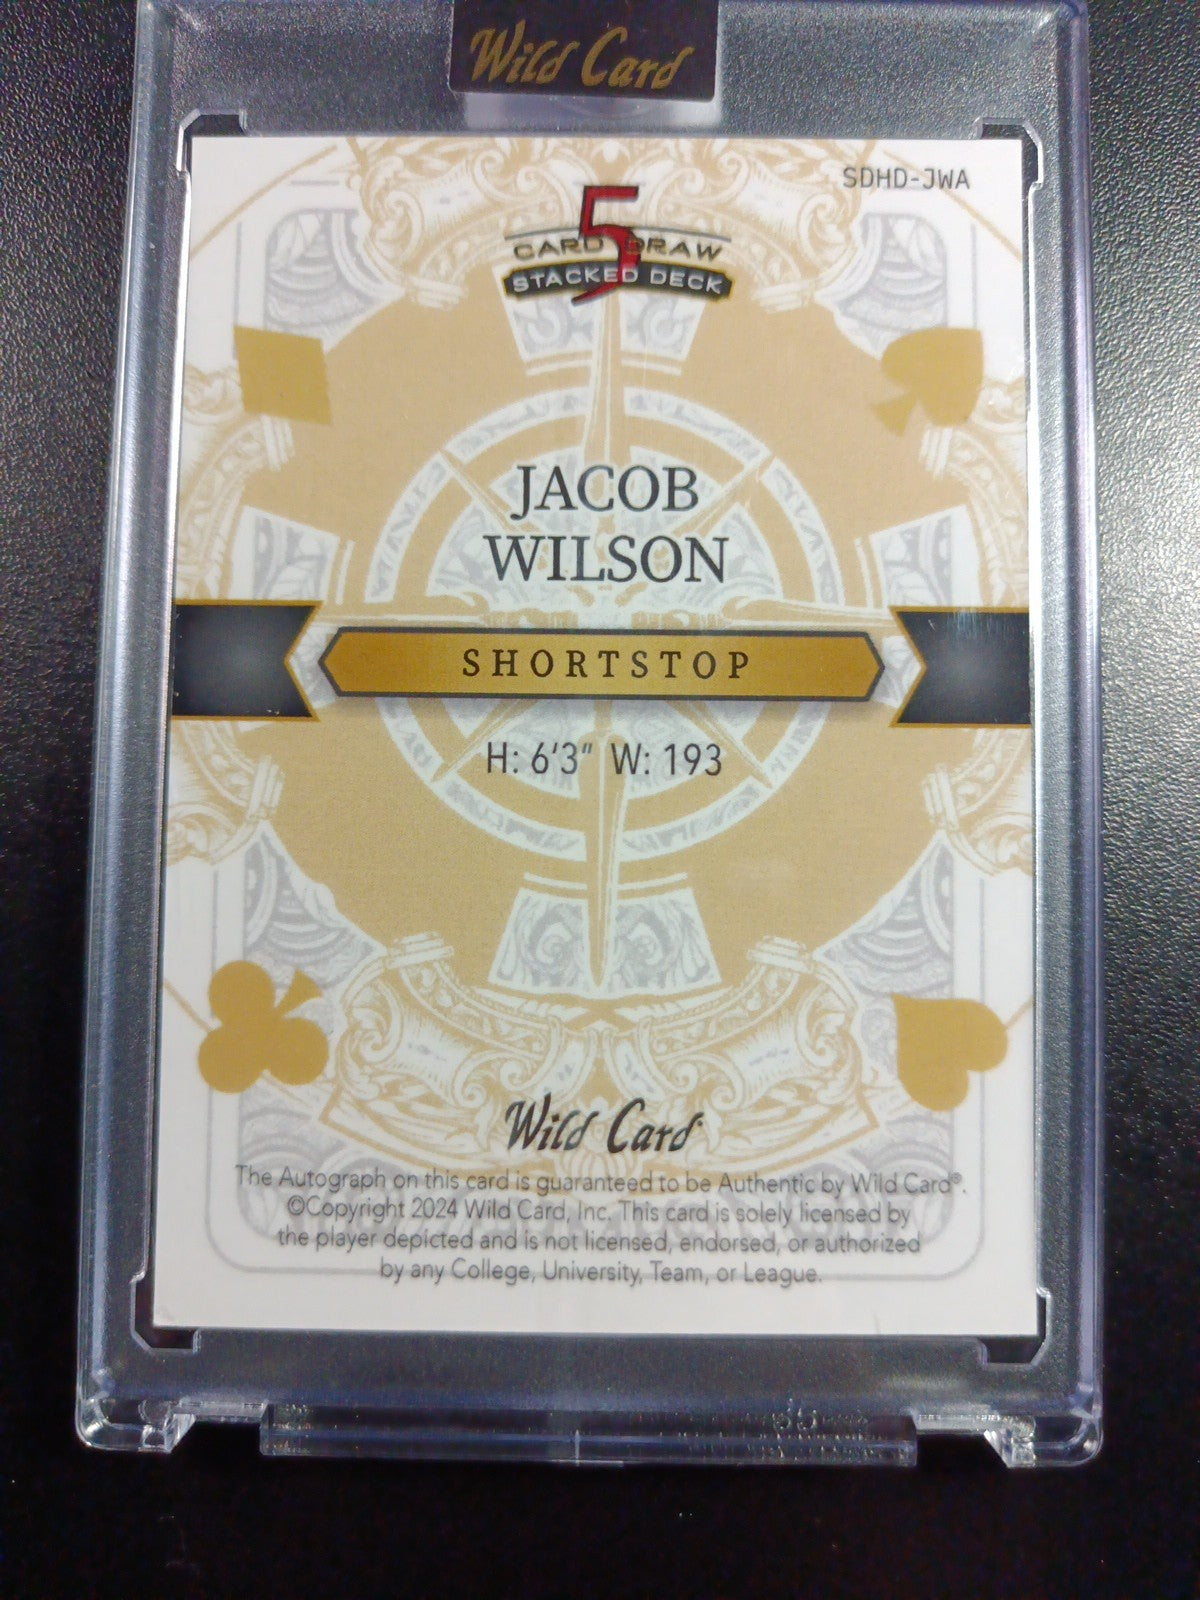 Wild Card
SDHD-JWA
5
CARD DRAW
STACKED DECK
JACOB
WILSON
SHORTSTOP
H: 6'3" W: 193
Wild Card
The Autograph on this card is guaranteed to be Authentic by Wild Card®.
©Copyright 2024 Wild Card, Inc. This card is solely licensed by
the player depicted and is not licensed, endorsed, or authorized
by any College, University, Team, or League.